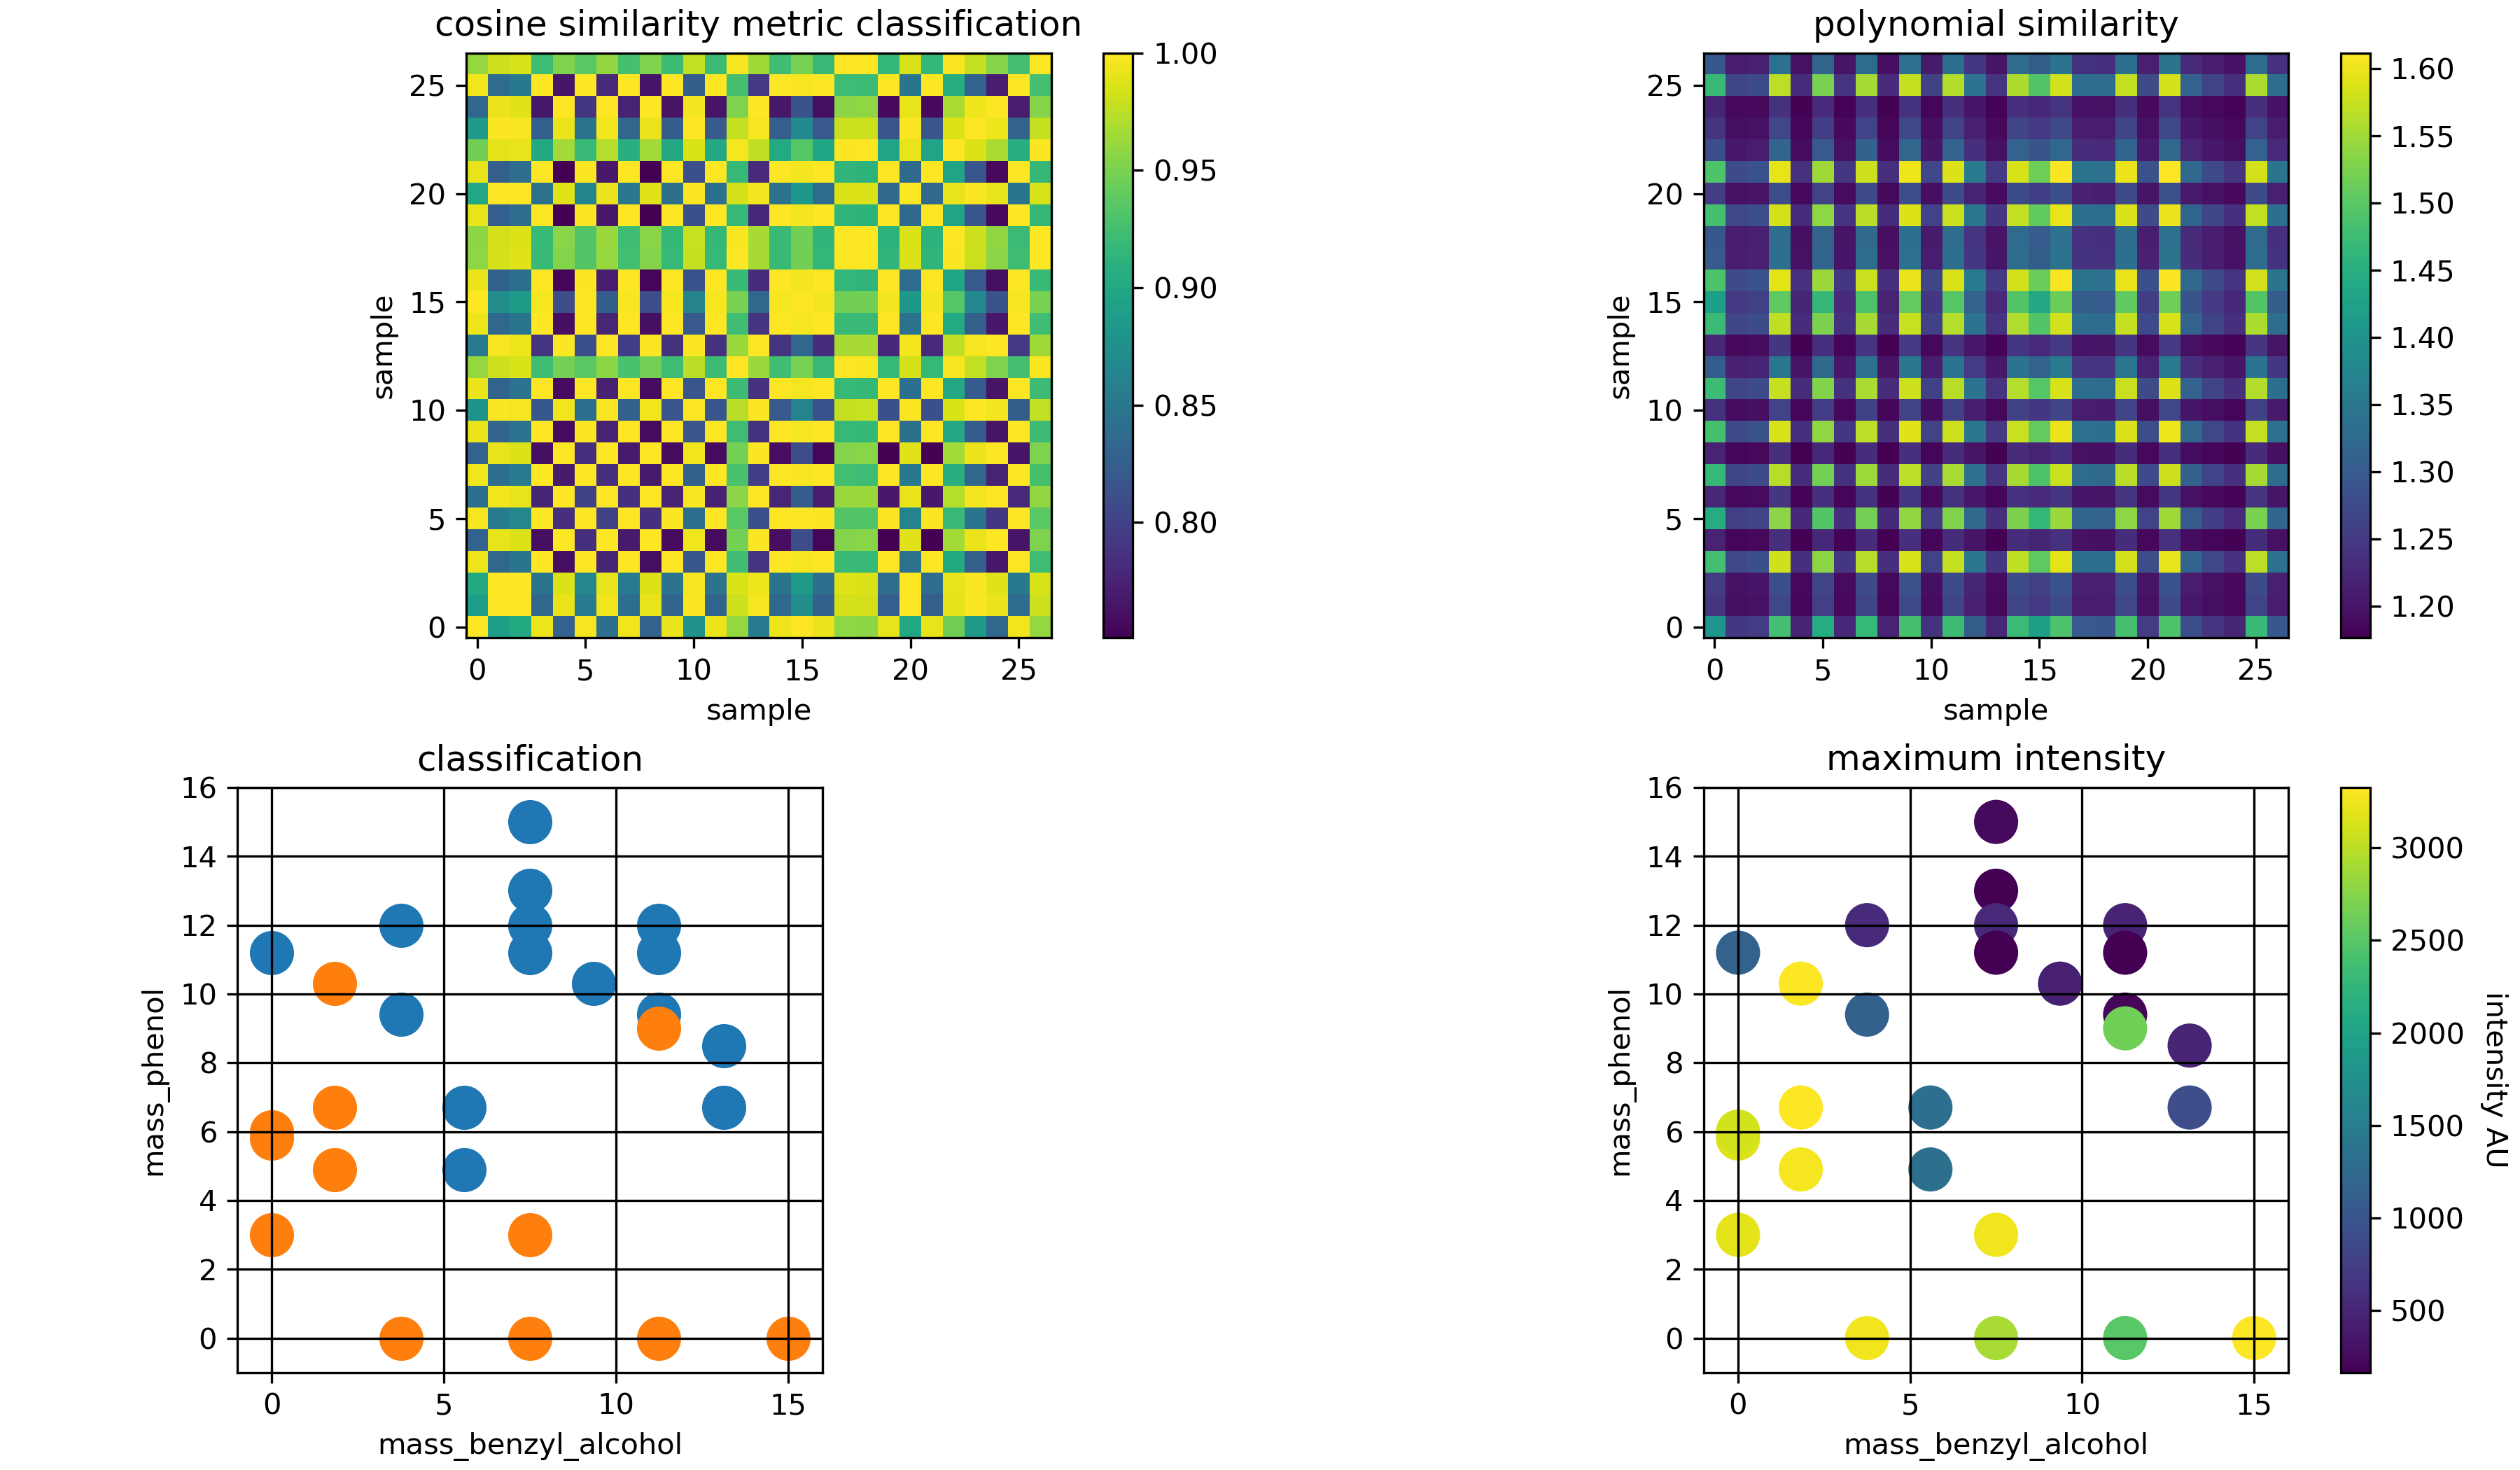 cosine similarity metric classification
25
20
15
10
5
0
sample
0 5 10 15 20 25
sample
1.00
0.95
0.90
0.85
0.80
polynomial similarity
25
20
15
10
5
0
sample
0 5 10 15 20 25
sample
1.60
1.55
1.50
1.45
1.40
1.35
1.30
1.25
1.20
classification
16
14
12
10
8
6
4
2
0
mass_phenol
0 5 10 15
mass_benzyl_alcohol
maximum intensity
16
14
12
10
8
6
4
2
0
mass_phenol
0 5 10 15
mass_benzyl_alcohol
3000
2500
2000
1500
1000
500
intensity AU